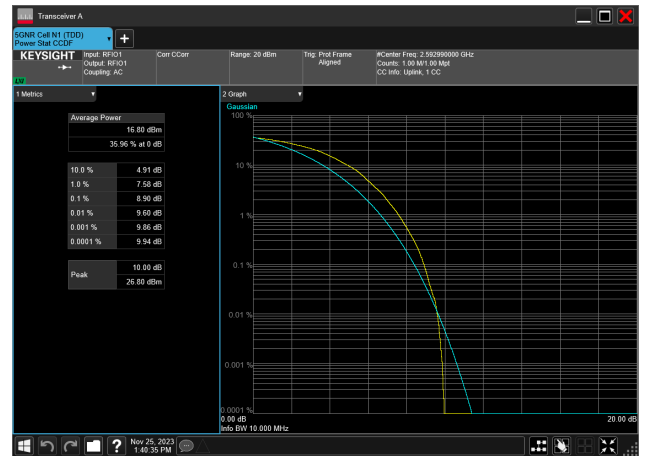 Transceiver A
5GNR Cell N1 (TDD)
Power Stat CCDF
KEYSIGHT
Input: RFIO1
Output: RFIO1
Coupling: AC
Corr CCorr
Range: 20 dBm
Trig: Prot Frame
Aligned
#Center Freq: 2.592990000 GHz
Counts: 1.00 M/1.00 Mpt
CC Info: Uplink, 1 CC
1 Metrics
Average Power
16.80 dBm
35.96 % at 0 dB
10.0 % 4.91 dB
1.0 % 7.58 dB
0.1 % 8.90 dB
0.01 % 9.60 dB
0.001 % 9.86 dB
0.0001 % 9.94 dB
Peak
10.00 dB
26.80 dBm
2 Graph
Gaussian
100 %
10 %
1 %
0.1 %
0.01 %
0.001 %
0.0001 %
0.00 dB
20.00 dB
Info BW 10.000 MHz
?
Nov 25, 2023
1:40:35 PM